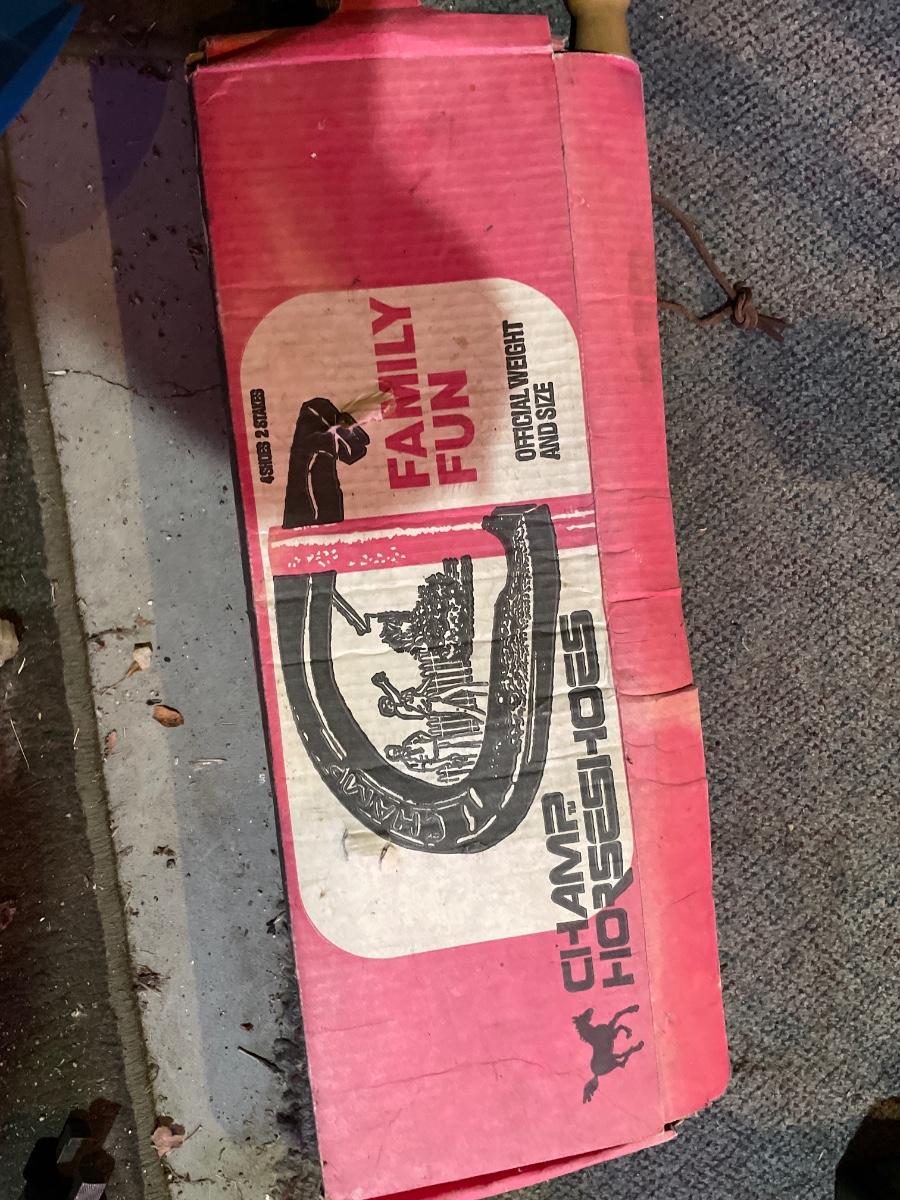 4 SHOES 2 STAKES
FAMILY
FUN
OFFICIAL WEIGHT
AND SIZE
CHAMP
CHAMP
HORSESHOES